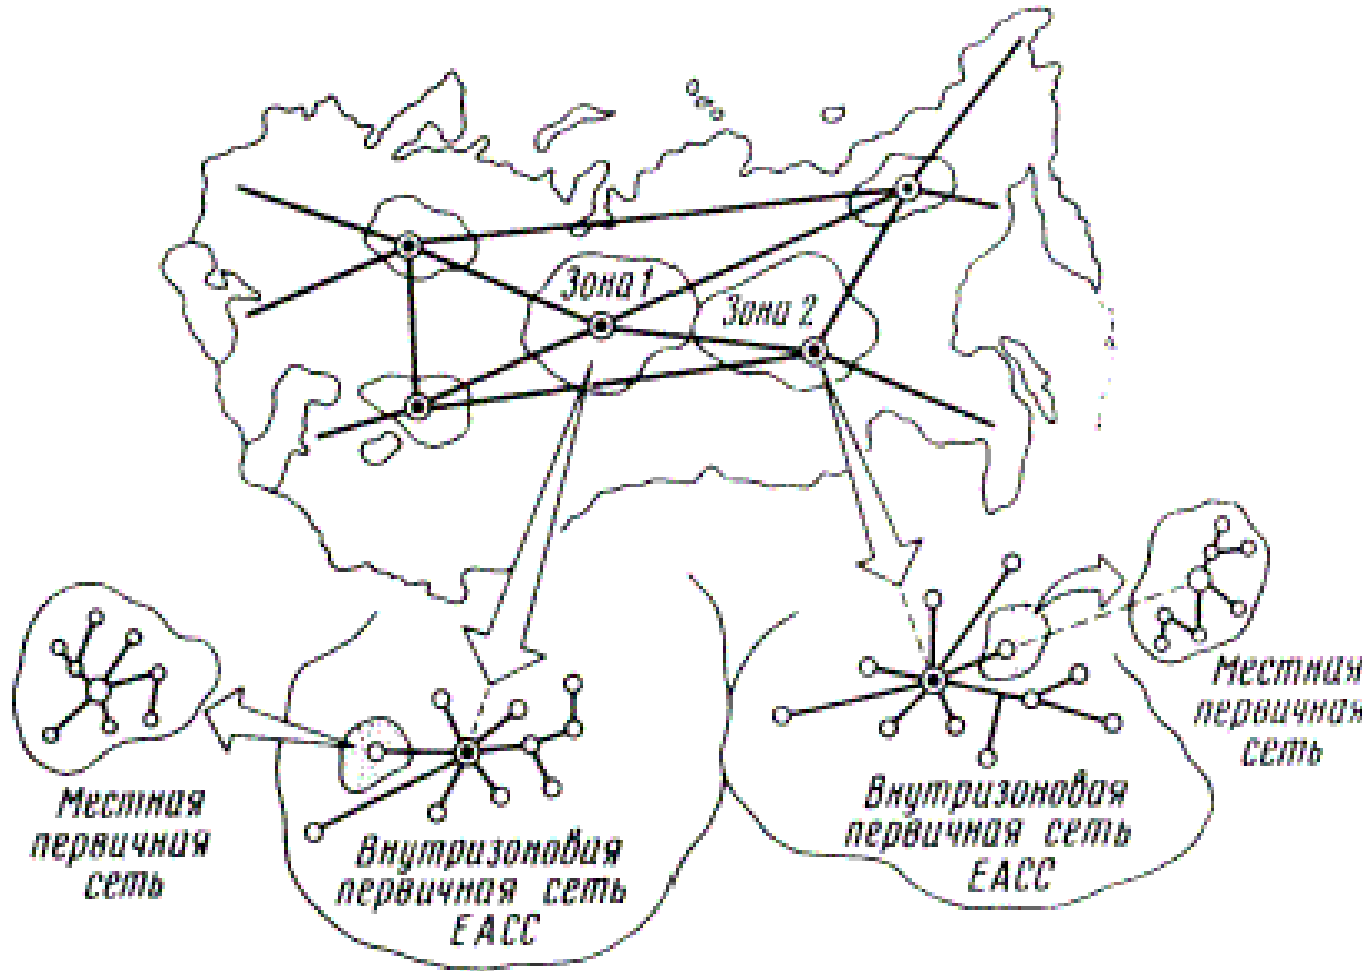 Зона 1
Зона 2
Местная
первичная
сеть
Внутризоновая
первичная сеть
ЕАСС
Внутризоновая
первичная сеть
ЕАСС
Местная
первичная
сеть